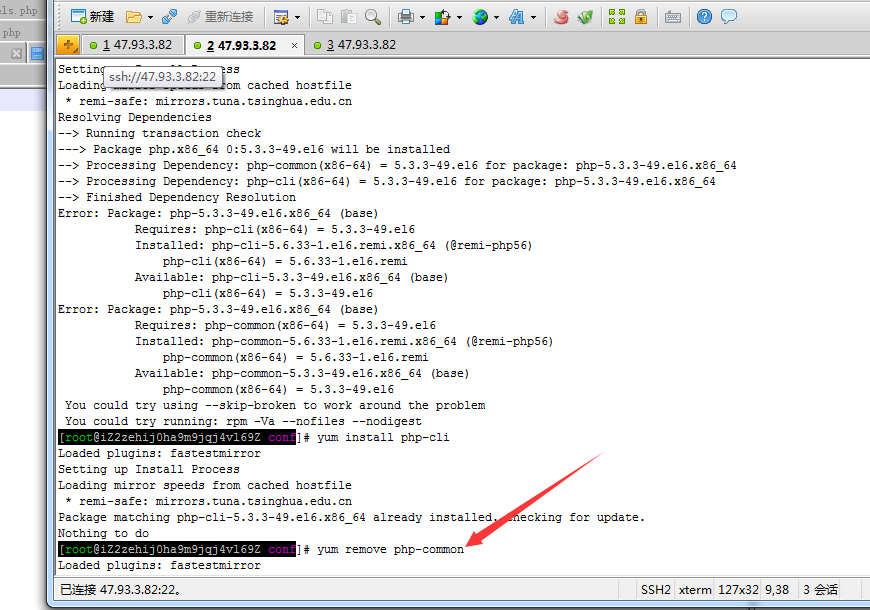 els.php
新建
重新连接
php
1 47.93.3.82
2 47.93.3.82
3 47.93.3.82
ssh://47.93.3.82:22
Setting
Loading mirror speeds from cached hostfile
* remi-safe: mirrors.tuna.tsinghua.edu.cn
Resolving Dependencies
--> Running transaction check
---> Package php.x86_64 0:5.3.3-49.el6 will be installed
--> Processing Dependency: php-common(x86-64) = 5.3.3-49.el6 for package: php-5.3.3-49.el6.x86_64
--> Processing Dependency: php-cli(x86-64) = 5.3.3-49.el6 for package: php-5.3.3-49.el6.x86_64
--> Finished Dependency Resolution
Error: Package: php-5.3.3-49.el6.x86_64 (base)
Requires: php-cli(x86-64) = 5.3.3-49.el6
Installed: php-cli-5.6.33-1.el6.remi.x86_64 (@remi-php56)
php-cli(x86-64) = 5.6.33-1.el6.remi
Available: php-cli-5.3.3-49.el6.x86_64 (base)
php-cli(x86-64) = 5.3.3-49.el6
Error: Package: php-5.3.3-49.el6.x86_64 (base)
Requires: php-common(x86-64) = 5.3.3-49.el6
Installed: php-common-5.6.33-1.el6.remi.x86_64 (@remi-php56)
php-common(x86-64) = 5.6.33-1.el6.remi
Available: php-common-5.3.3-49.el6.x86_64 (base)
php-common(x86-64) = 5.3.3-49.el6
You could try using --skip-broken to work around the problem
You could try running: rpm -Va --nofiles --nodigest
[root@iZ2zehij0ha9m9jqj4vl69Z conf]# yum install php-cli
Loaded plugins: fastestmirror
Setting up Install Process
Loading mirror speeds from cached hostfile
* remi-safe: mirrors.tuna.tsinghua.edu.cn
Package matching php-cli-5.3.3-49.el6.x86_64 already installed. Checking for update.
Nothing to do
[root@iZ2zehij0ha9m9jqj4vl69Z conf]# yum remove php-common
Loaded plugins: fastestmirror
已连接 47.93.3.82:22。
SSH2 xterm 127x32 9,38 3 会话